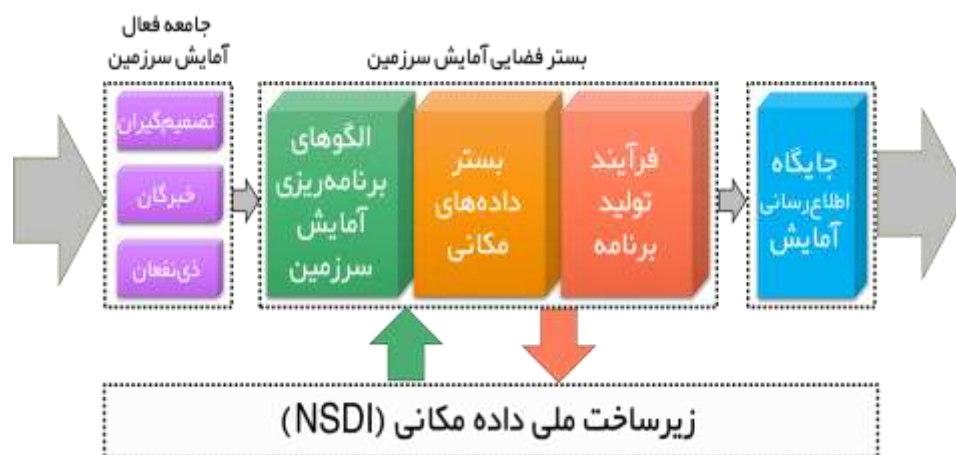 جامعه فعال
آمایش سرزمین
تصمیم‌گیران
خبرگان
ذی‌نفعان
بستر فضایی آمایش سرزمین
الگوهای
برنامه‌ریزی
آمایش
سرزمین
بستر
داده‌های
مکانی
فرآیند
تولید
برنامه
جایگاه
اطلاع‌رسانی
آمایش
زیرساخت ملی داده مکانی (NSDI)